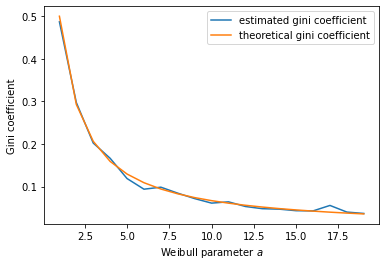 estimated gini coefficient
theoretical gini coefficient
Gini coefficient
0.5
0.4
0.3
0.2
0.1
2.5 5.0 7.5 10.0 12.5 15.0 17.5
Weibull parameter a